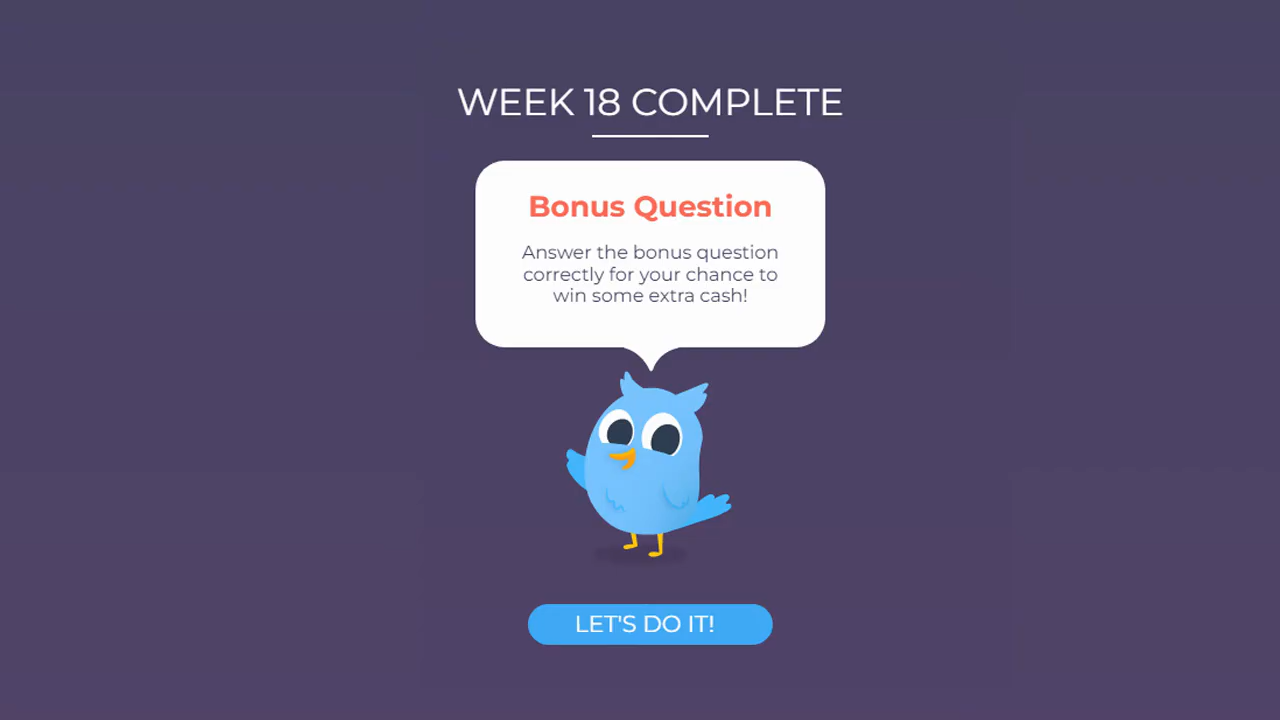 WEEK 18 COMPLETE
Bonus Question
Answer the bonus question
correctly for your chance to
win some extra cash!
LET'S DO IT!